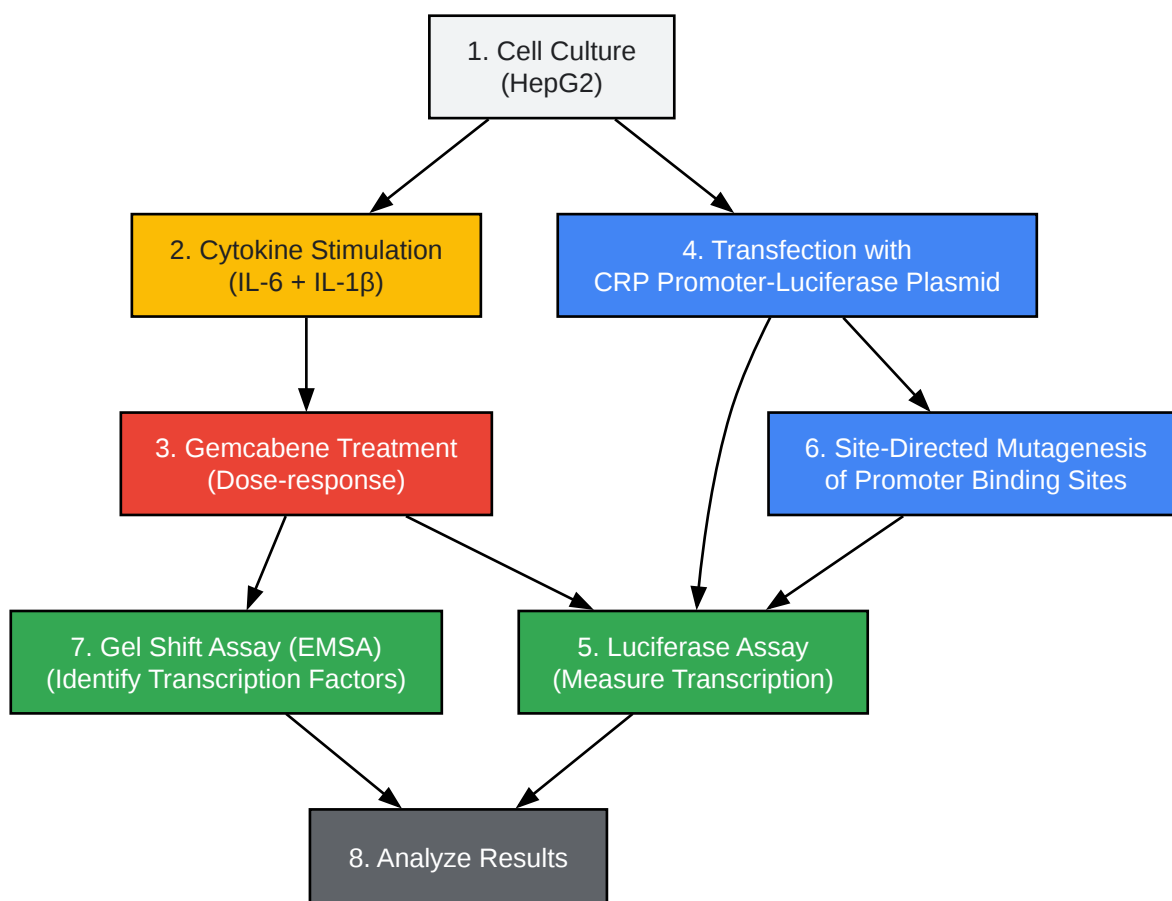 1. Cell Culture
(HepG2)
2. Cytokine Stimulation
(IL-6 + IL-1β)
4. Transfection with
CRP Promoter-Luciferase Plasmid
3. Gemcabene Treatment
(Dose-response)
6. Site-Directed Mutagenesis
of Promoter Binding Sites
7. Gel Shift Assay (EMSA)
(Identify Transcription Factors)
5. Luciferase Assay
(Measure Transcription)
8. Analyze Results